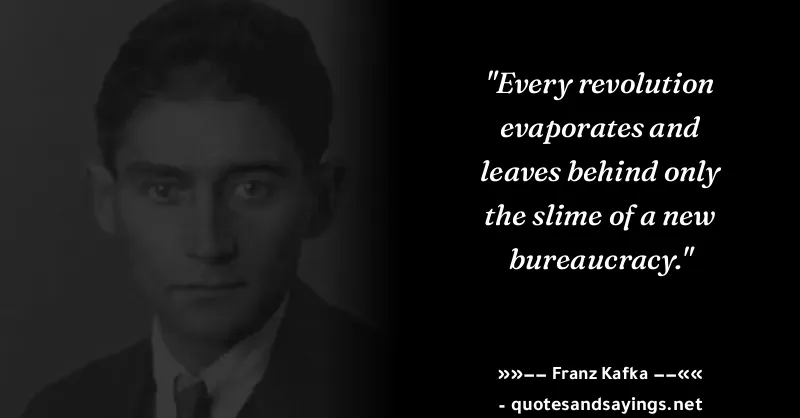 "Every revolution
evaporates and
leaves behind only
the slime of a new
bureaucracy."
»»−− Franz Kafka −−««
- quotesandsayings.net